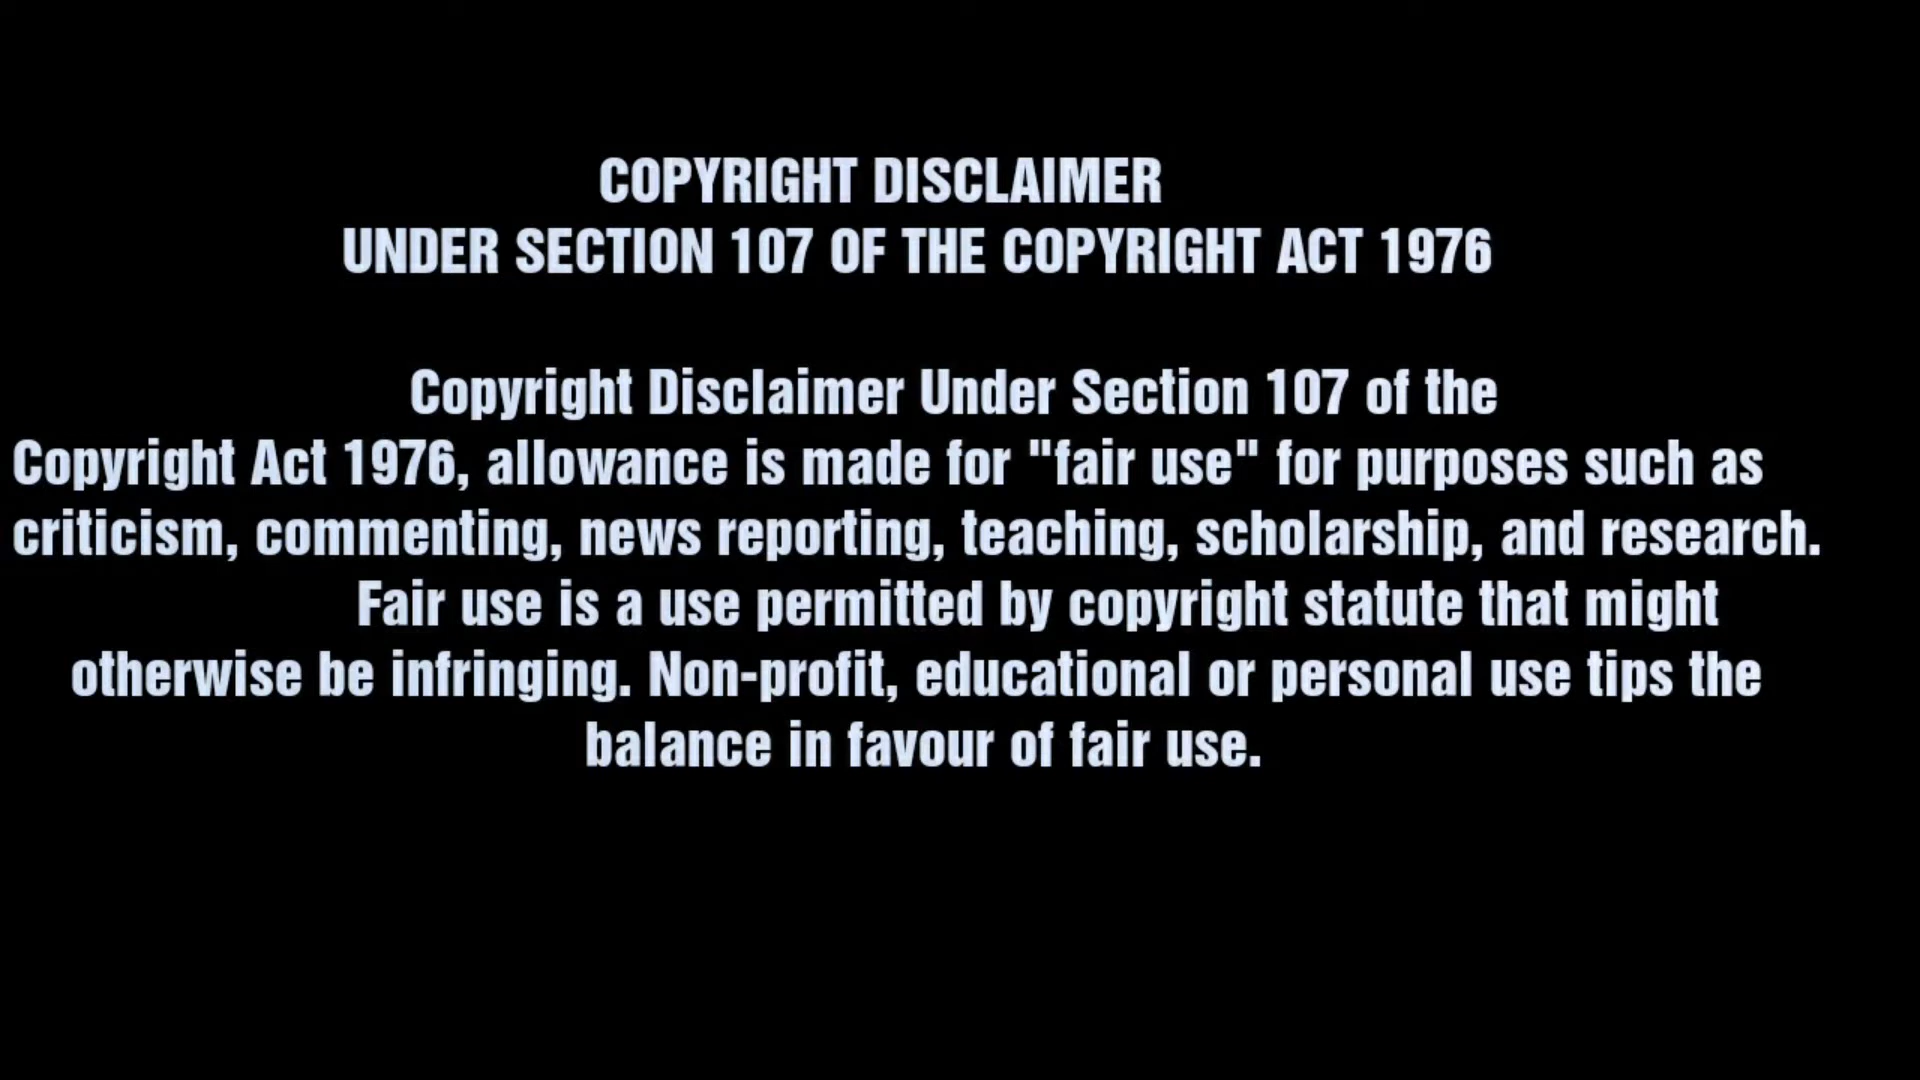 COPYRIGHT DISCLAIMER
UNDER SECTION 107 OF THE COPYRIGHT ACT 1976
Copyright Disclaimer Under Section 107 of the
Copyright Act 1976, allowance is made for "fair use" for purposes such as
criticism, commenting, news reporting, teaching, scholarship, and research.
Fair use is a use permitted by copyright statute that might
otherwise be infringing. Non-profit, educational or personal use tips the
balance in favour of fair use.